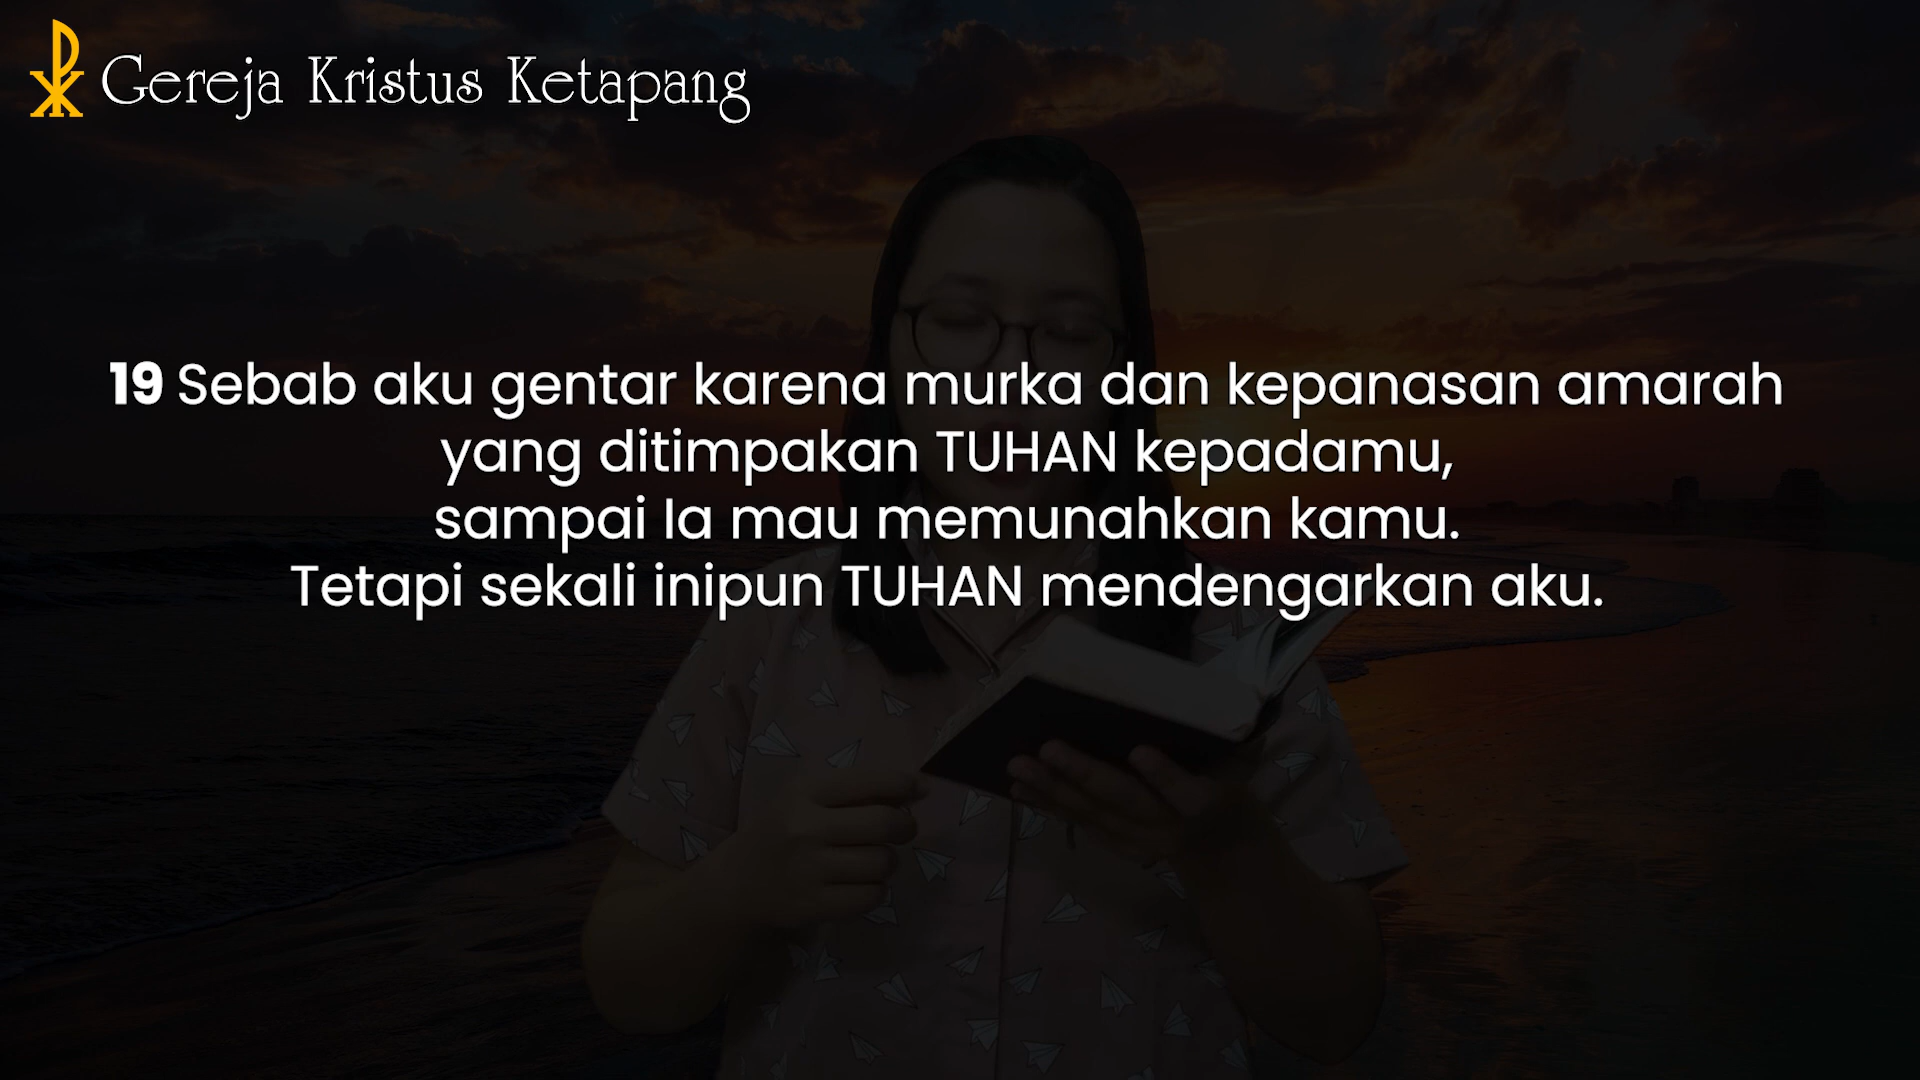 Gereja Kristus Ketapang
19 Sebab aku gentar karena murka dan kepanasan amarah
yang ditimpakan TUHAN kepadamu,
sampai Ia mau memunahkan kamu.
Tetapi sekali inipun TUHAN mendengarkan aku.